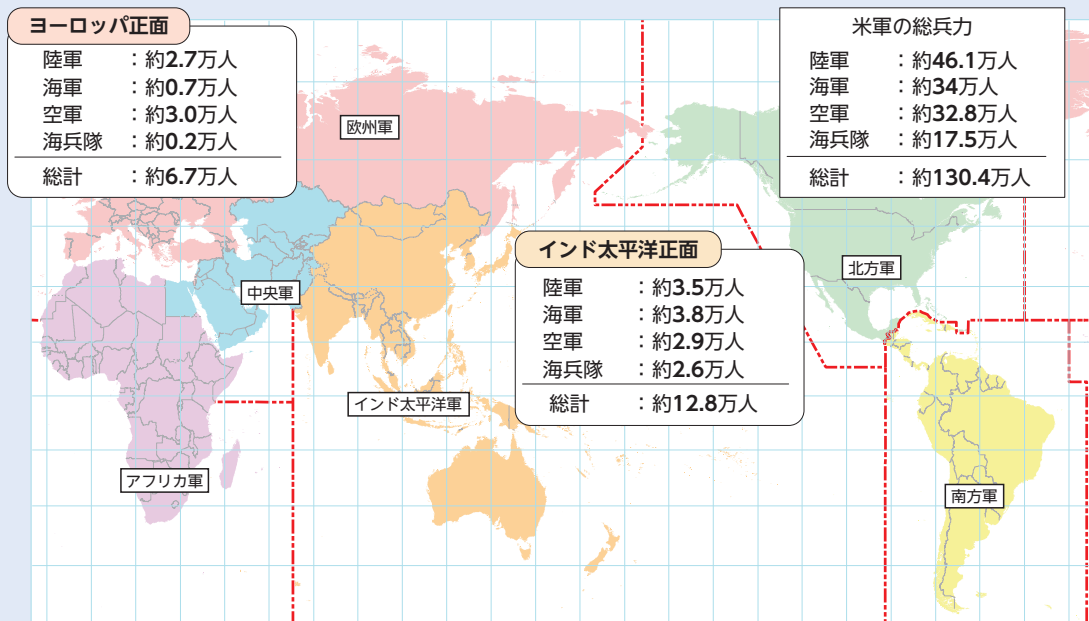 ヨーロッパ正面
陸軍 :約2.7万人
海軍 :約0.7万人
空軍 :約3.0万人
海兵隊 :約0.2万人
総計 :約6.7万人
米軍の総兵力
陸軍 :約46.1万人
海軍 :約34万人
空軍 :約32.8万人
海兵隊 :約17.5万人
総計 :約130.4万人
欧州軍
インド太平洋正面
陸軍 :約3.5万人
海軍 :約3.8万人
空軍 :約2.9万人
海兵隊 :約2.6万人
総計 :約12.8万人
北方軍
中央軍
インド太平洋軍
アフリカ軍
南方軍